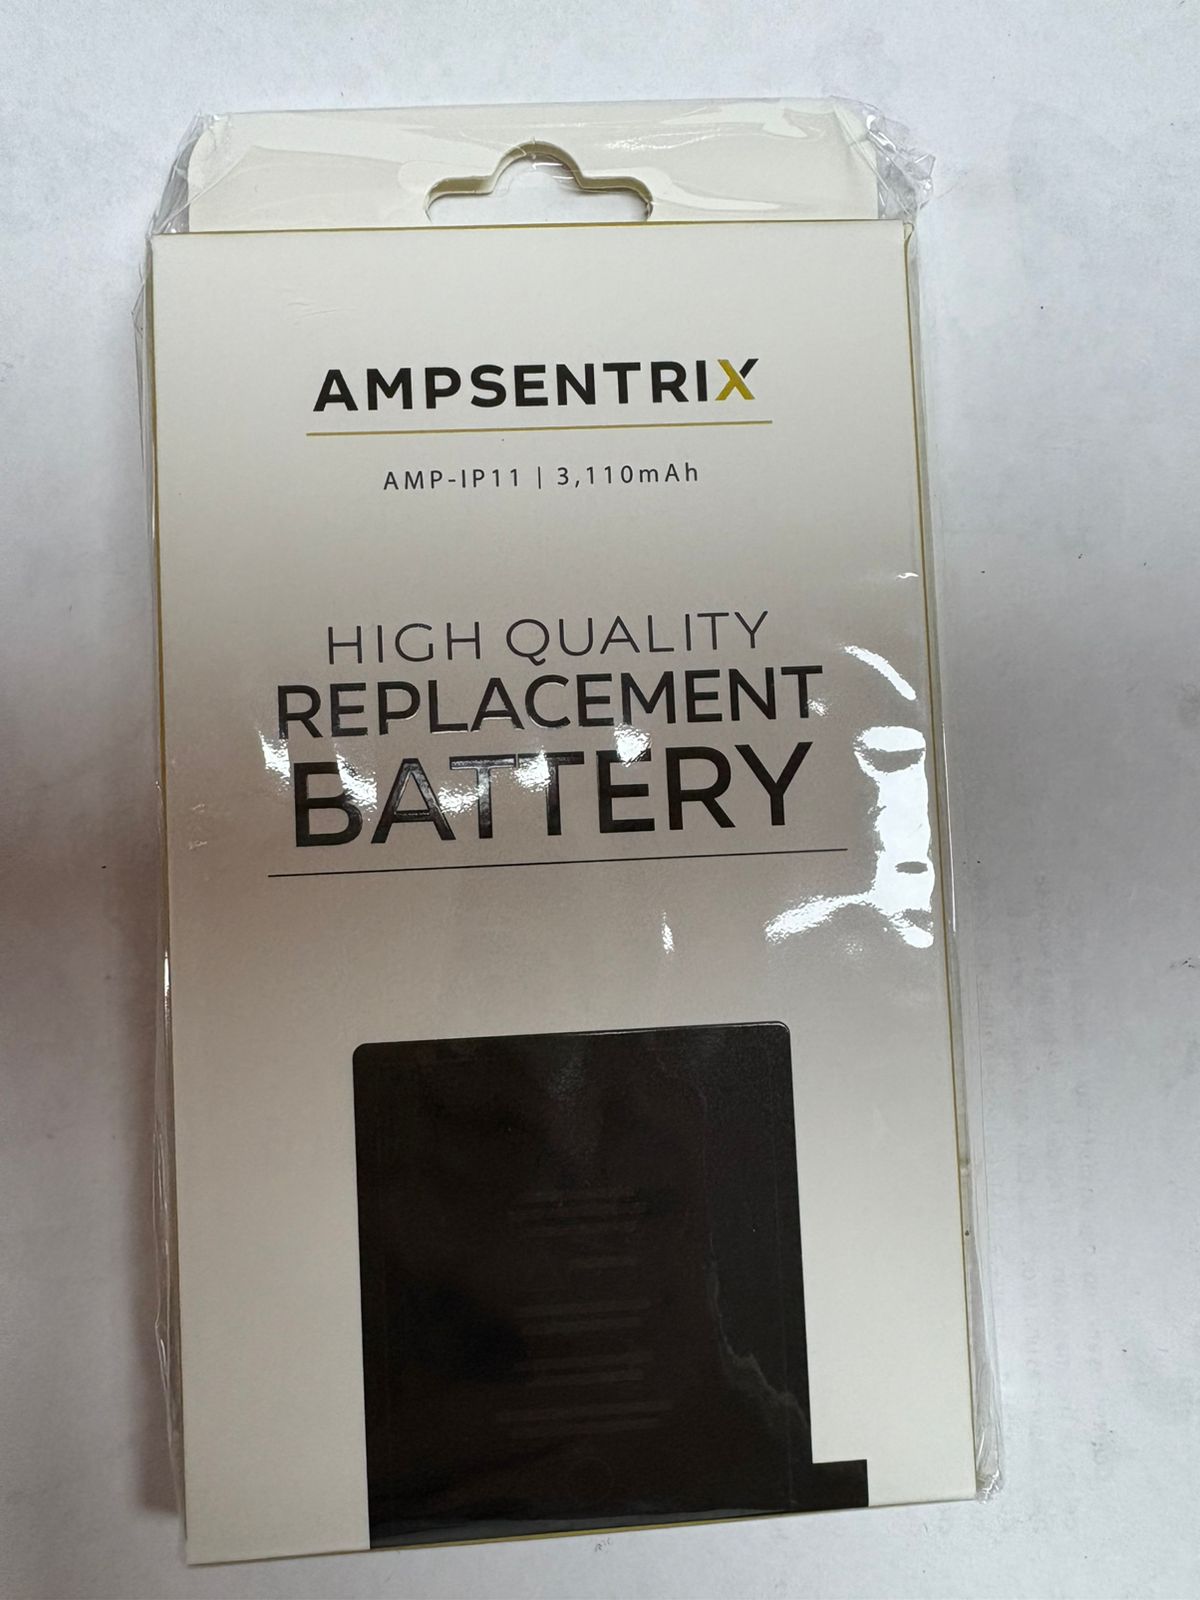 AMPSENTRIX
AMP-IP11 | 3,110mAh
HIGH QUALITY
REPLACEMENT
BATTERY